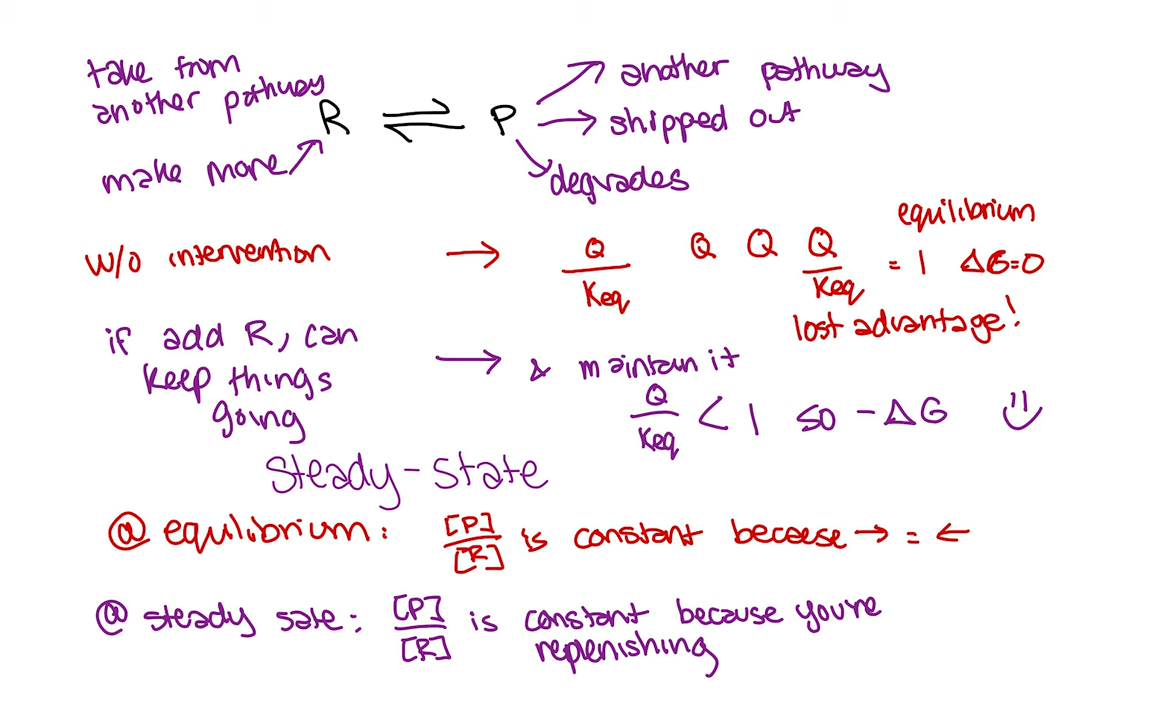 take from
another pathway
make more
R ⇌ P
another pathway
shipped out
degrades
w/o intervention → Q/Keq Q Q Q/Keq = 1 ΔG=0
equilibrium
lost advantage!
if add R, can
keep things
going
→ & maintain it
Q/Keq < 1 so -ΔG
steady-state
@ equilibrium: [P]/[R] is constant because → = ←
@ steady sate: [P]/[R] is constant because you're
replenishing